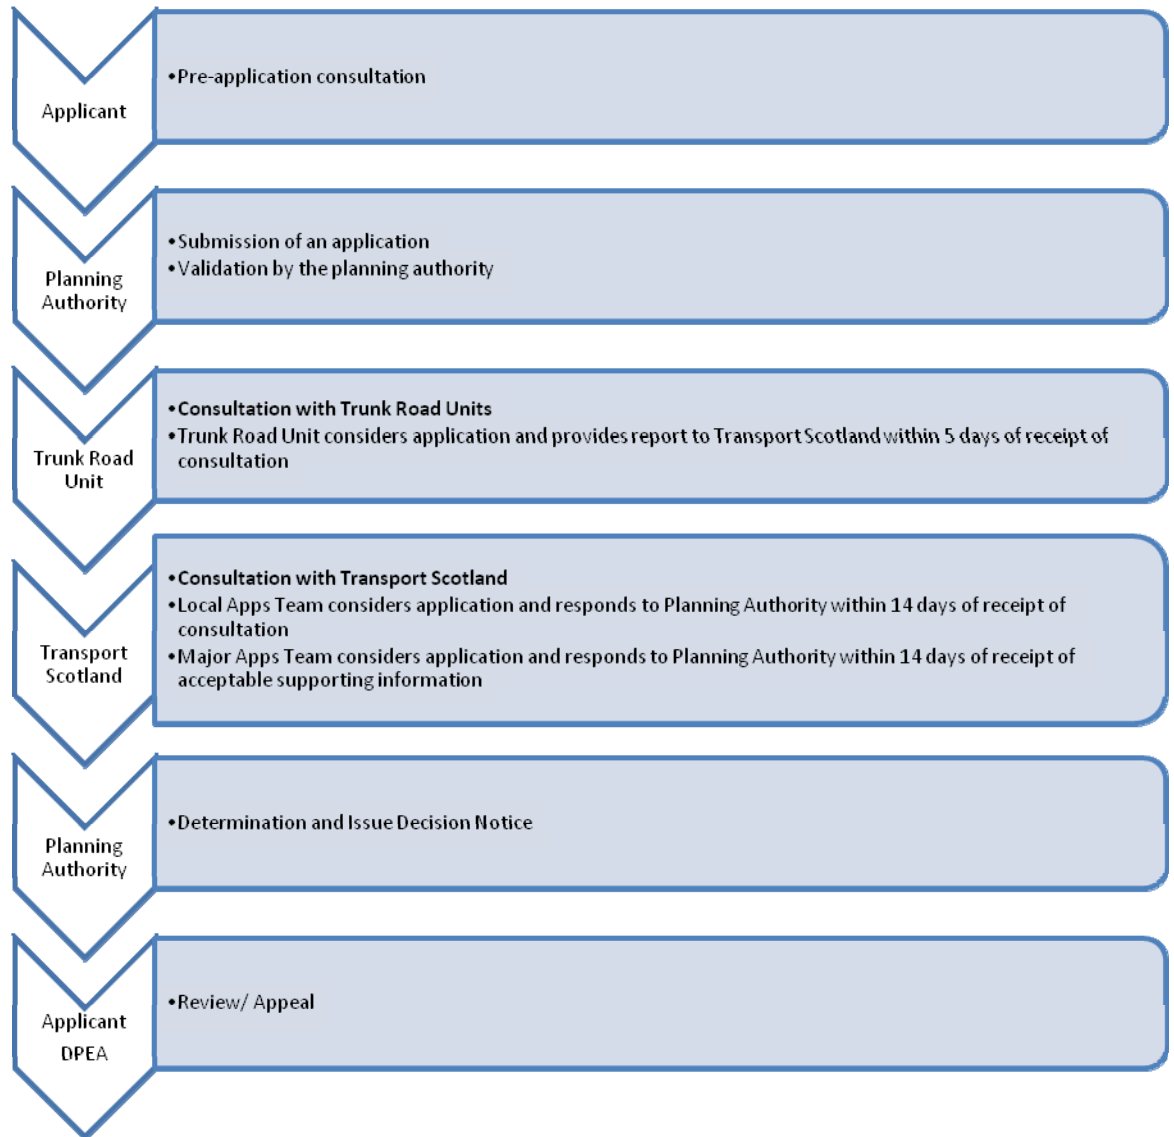 Applicant
•Pre-application consultation
Planning
Authority
•Submission of an application
•Validation by the planning authority
Trunk Road
Unit
•Consultation with Trunk Road Units
•Trunk Road Unit considers application and provides report to Transport Scotland within 5 days of receipt of
consultation
Transport
Scotland
•Consultation with Transport Scotland
•Local Apps Team considers application and responds to Planning Authority within 14 days of receipt of
consultation
•Major Apps Team considers application and responds to Planning Authority within 14 days of receipt of
acceptable supporting information
Planning
Authority
•Determination and Issue Decision Notice
Applicant
DPEA
•Review/ Appeal